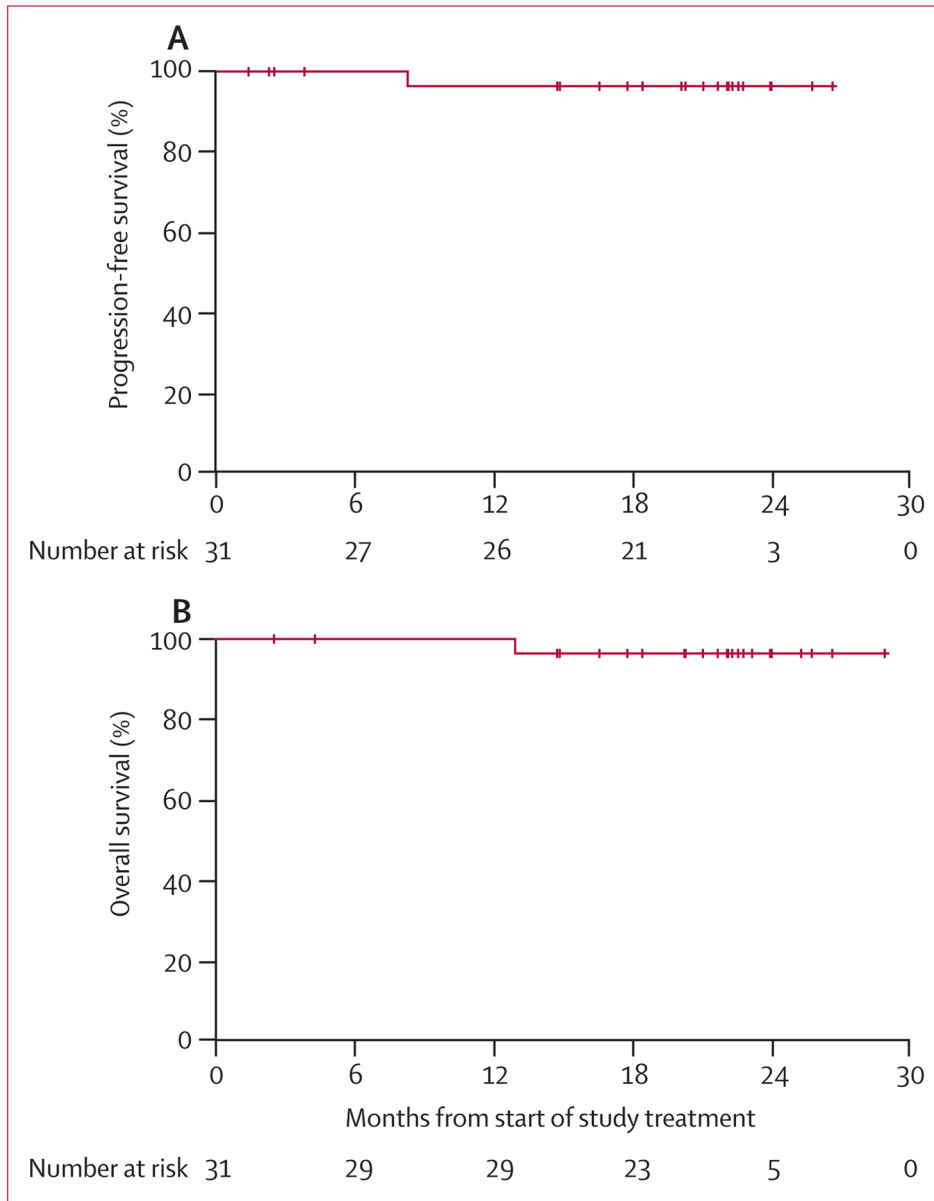 A
Progression-free survival (%)
100
80
60
40
20
0
0 6 12 18 24 30
Number at risk 31 27 26 21 3 0
B
Overall survival (%)
100
80
60
40
20
0
0 6 12 18 24 30
Months from start of study treatment
Number at risk 31 29 29 23 5 0